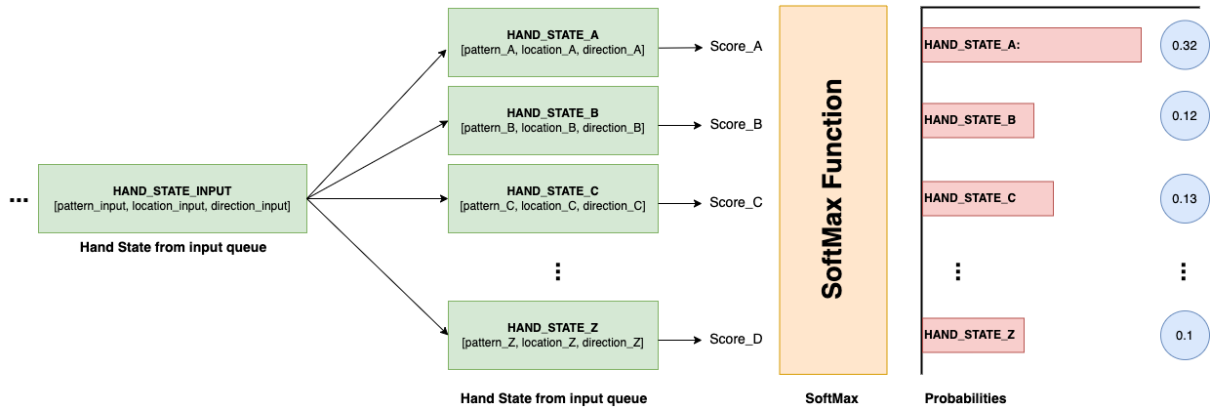 HAND_STATE_A
[pattern_A, location_A, direction_A]
Score_A
HAND_STATE_A:
0.32
HAND_STATE_B
[pattern_B, location_B, direction_B]
Score_B
HAND_STATE_B
0.12
...
HAND_STATE_INPUT
[pattern_input, location_input, direction_input]
Hand State from input queue
HAND_STATE_C
[pattern_C, location_C, direction_C]
Score_C
HAND_STATE_C
0.13
...
...
...
HAND_STATE_Z
[pattern_Z, location_Z, direction_Z]
Score_D
HAND_STATE_Z
0.1
SoftMax Function
Hand State from input queue
SoftMax
Probabilities